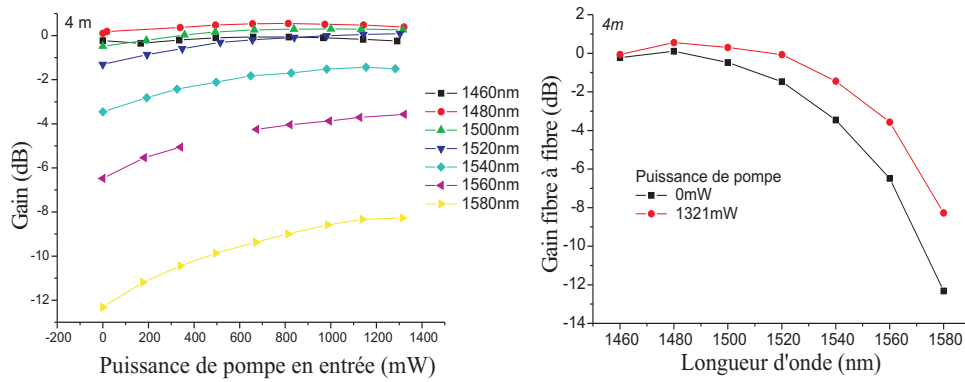 4 m
0
-2
-4
-6
-8
-10
-12
Gain (dB)
-200 0 200 400 600 800 1000 1200 1400 1600
Puissance de pompe en entrée (mW)
1460nm
1480nm
1500nm
1520nm
1540nm
1560nm
1580nm
4m
2
0
-2
-4
-6
-8
-10
-12
-14
Gain fibre à fibre (dB)
Puissance de pompe
0mW
1321mW
1460 1480 1500 1520 1540 1560 1580
Longueur d'onde (nm)